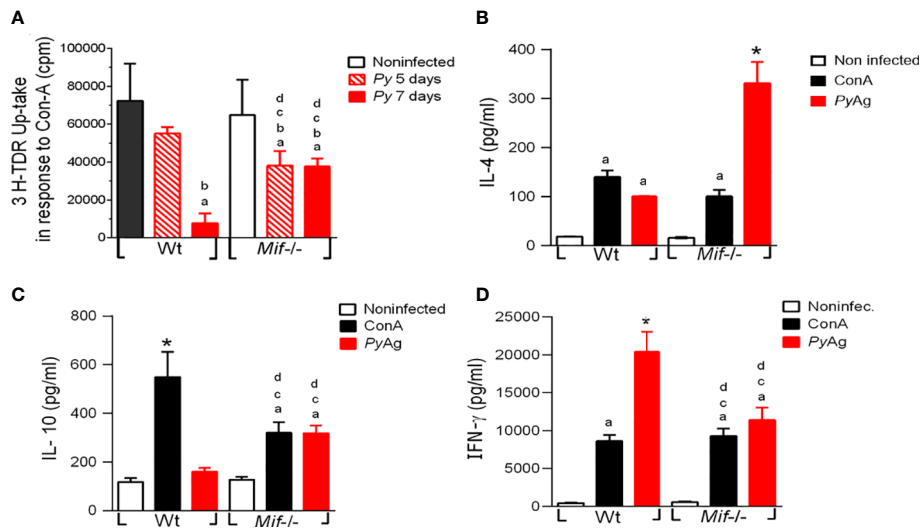 A
3 H-TDR Up-take
in response to Con-A (cpm)
100000
80000
60000
40000
20000
0
Noninfected
Py 5 days
Py 7 days
b
a
d
c
b
a
d
c
b
a
Wt
Mif-/-
B
IL-4 (pg/ml)
400
300
200
100
0
Non infected
ConA
PyAg
a
a
a
*
Wt
Mif-/-
C
IL- 10 (pg/ml)
800
600
400
200
0
Noninfected
ConA
PyAg
*
d
c
a
d
c
a
Wt
Mif-/-
D
IFN-γ (pg/ml)
25000
20000
15000
10000
5000
0
Noninfec.
ConA
PyAg
a
*
d
c
a
d
c
a
Wt
Mif-/-